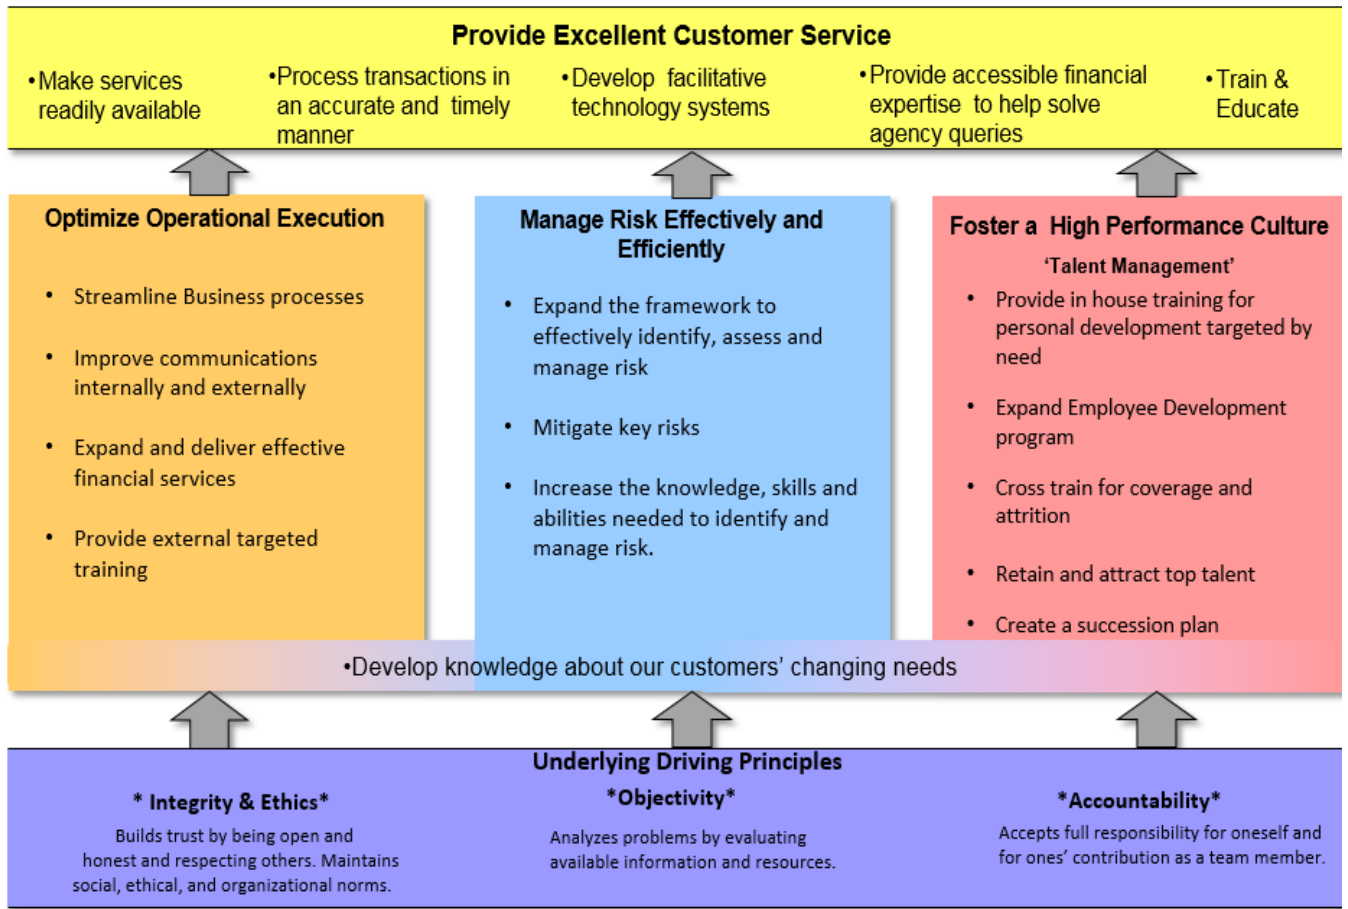 Provide Excellent Customer Service
•Make services
readily available
•Process transactions in
an accurate and timely
manner
•Develop facilitative
technology systems
•Provide accessible financial
expertise to help solve
agency queries
•Train &
Educate
Optimize Operational Execution
• Streamline Business processes
• Improve communications
internally and externally
• Expand and deliver effective
financial services
• Provide external targeted
training
Manage Risk Effectively and
Efficiently
• Expand the framework to
effectively identify, assess and
manage risk
• Mitigate key risks
• Increase the knowledge, skills and
abilities needed to identify and
manage risk.
Foster a High Performance Culture
‘Talent Management’
• Provide in house training for
personal development targeted by
need
• Expand Employee Development
program
• Cross train for coverage and
attrition
• Retain and attract top talent
• Create a succession plan
•Develop knowledge about our customers’ changing needs
Underlying Driving Principles
* Integrity & Ethics*
Builds trust by being open and
honest and respecting others. Maintains
social, ethical, and organizational norms.
*Objectivity*
Analyzes problems by evaluating
available information and resources.
*Accountability*
Accepts full responsibility for oneself and
for ones’ contribution as a team member.